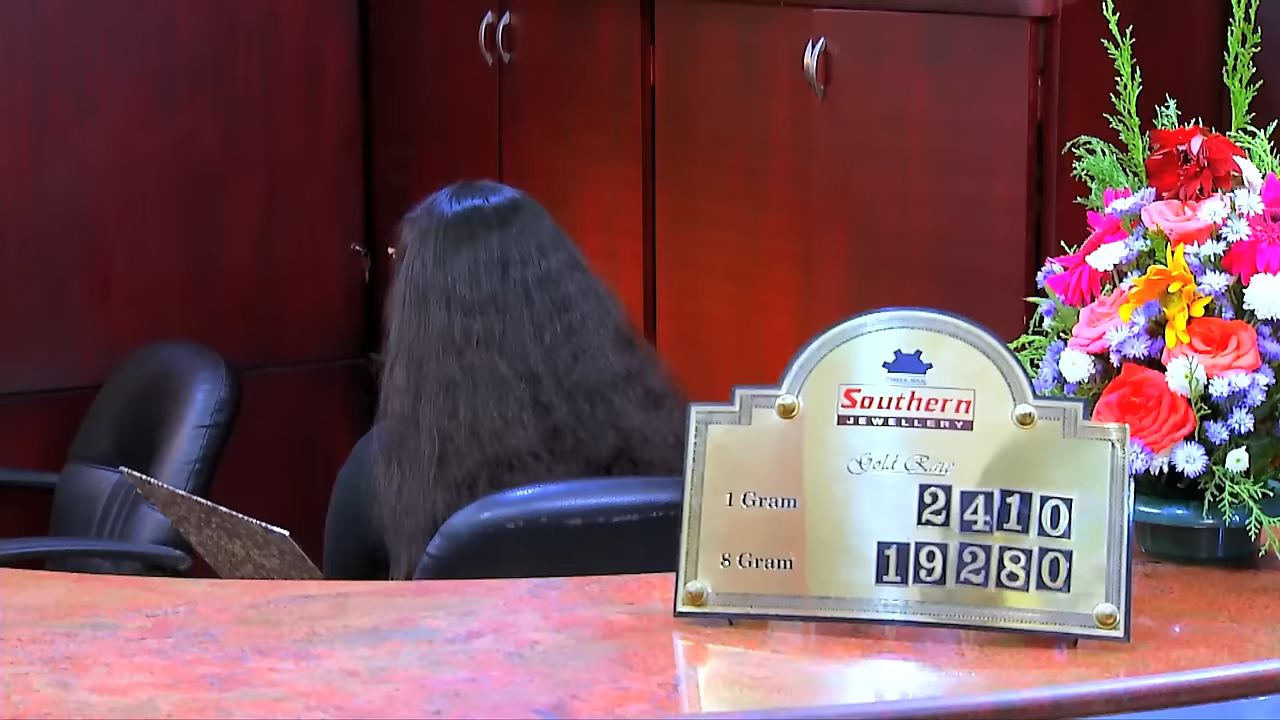 Southern
JEWELLERY
Gold Rate
1 Gram 2410
8 Gram 19280